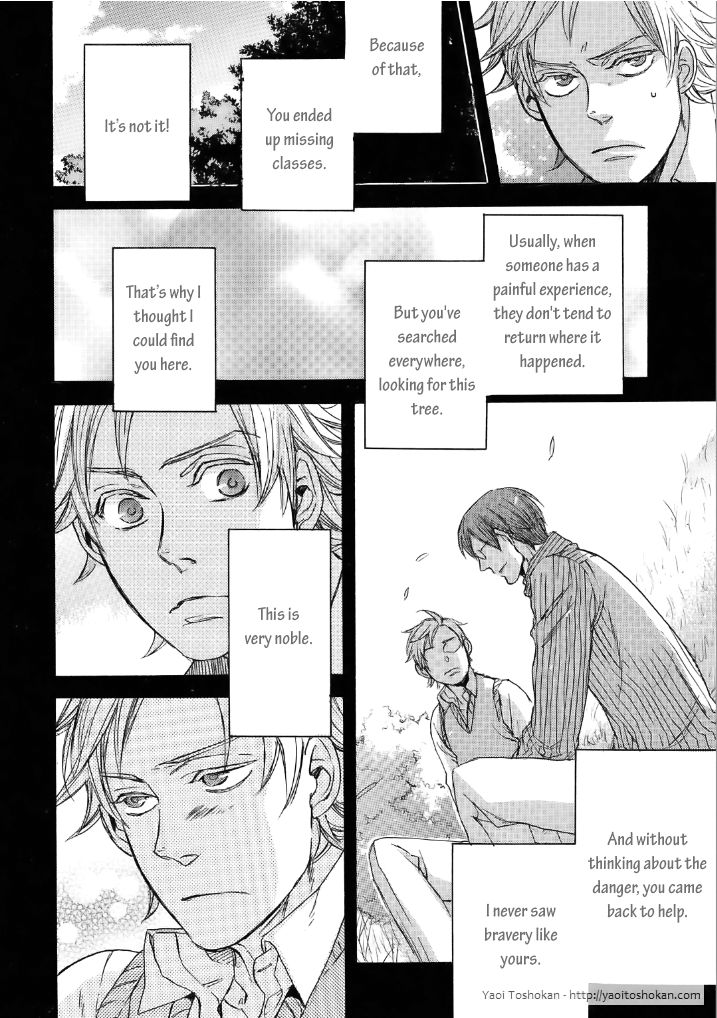 Because
of that,
You ended
up missing
classes.
It's not it!
Usually, when
someone has a
painful experience,
they don't tend to
return where it
happened.
But you've
searched
everywhere,
looking for this
tree.
That's why I
thought I
could find
you here.
This is
very noble.
And without
thinking about the
danger, you came
back to help.
I never saw
bravery like
yours.
Yaoi Toshokan - http://yaoitoshokan.com